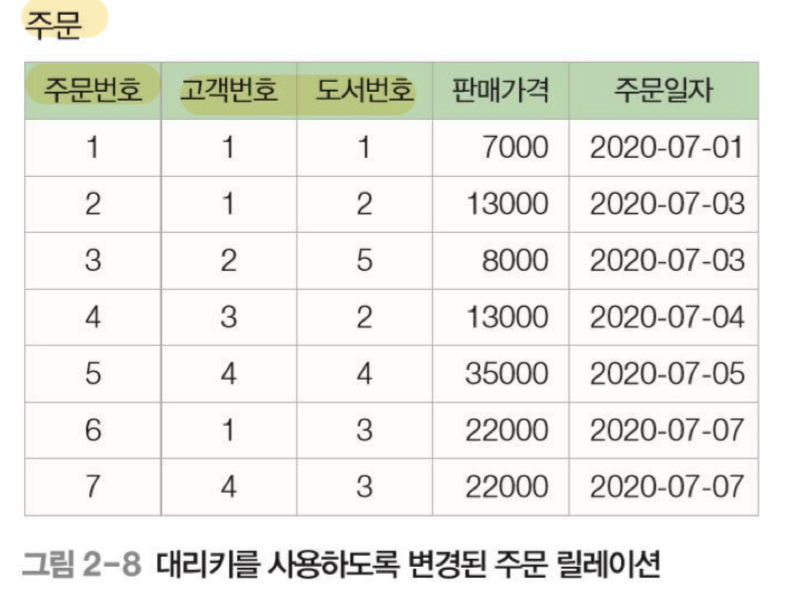 주문
주문번호 고객번호 도서번호 판매가격 주문일자
1 1 1 7000 2020-07-01
2 1 2 13000 2020-07-03
3 2 5 8000 2020-07-03
4 3 2 13000 2020-07-04
5 4 4 35000 2020-07-05
6 1 3 22000 2020-07-07
7 4 3 22000 2020-07-07
그림 2-8 대리키를 사용하도록 변경된 주문 릴레이션